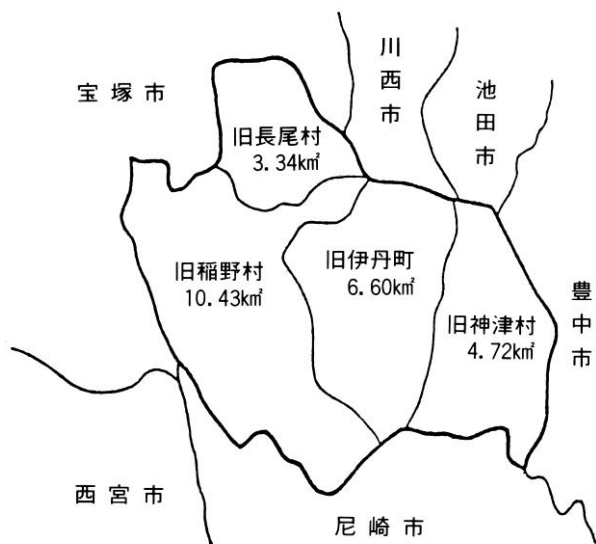 宝塚市
川西市
池田市
旧長尾村
3.34km²
旧稲野村
10.43km²
旧伊丹町
6.60km²
旧神津村
4.72km²
豊中市
西宮市
尼崎市